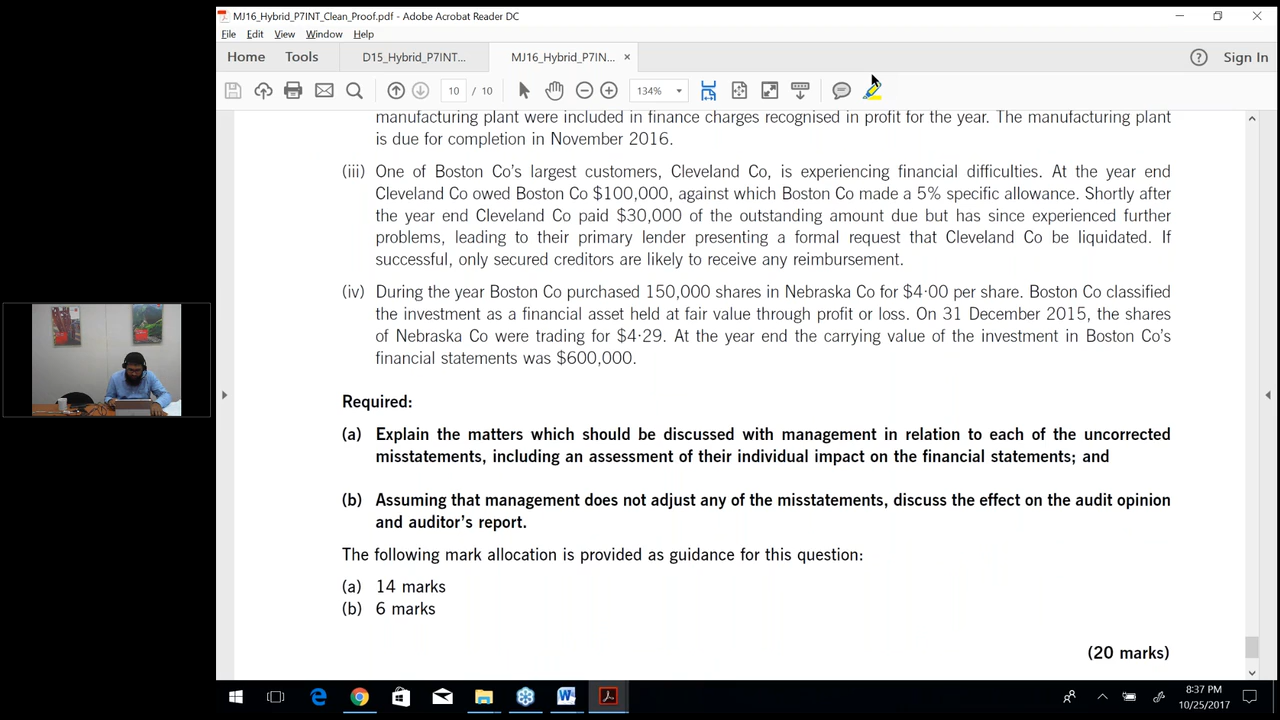 MJ16_Hybrid_P7INT_Clean_Proof.pdf - Adobe Acrobat Reader DC
File Edit View Window Help
Home Tools D15_Hybrid_P7INT... MJ16_Hybrid_P7IN... × Sign In
10 / 10 134%
manufacturing plant were included in finance charges recognised in profit for the year. The manufacturing plant
is due for completion in November 2016.
(iii) One of Boston Co's largest customers, Cleveland Co, is experiencing financial difficulties. At the year end
Cleveland Co owed Boston Co $100,000, against which Boston Co made a 5% specific allowance. Shortly after
the year end Cleveland Co paid $30,000 of the outstanding amount due but has since experienced further
problems, leading to their primary lender presenting a formal request that Cleveland Co be liquidated. If
successful, only secured creditors are likely to receive any reimbursement.
(iv) During the year Boston Co purchased 150,000 shares in Nebraska Co for $4·00 per share. Boston Co classified
the investment as a financial asset held at fair value through profit or loss. On 31 December 2015, the shares
of Nebraska Co were trading for $4·29. At the year end the carrying value of the investment in Boston Co's
financial statements was $600,000.
Required:
(a) Explain the matters which should be discussed with management in relation to each of the uncorrected
misstatements, including an assessment of their individual impact on the financial statements; and
(b) Assuming that management does not adjust any of the misstatements, discuss the effect on the audit opinion
and auditor's report.
The following mark allocation is provided as guidance for this question:
(a) 14 marks
(b) 6 marks
(20 marks)
8:37 PM
10/25/2017